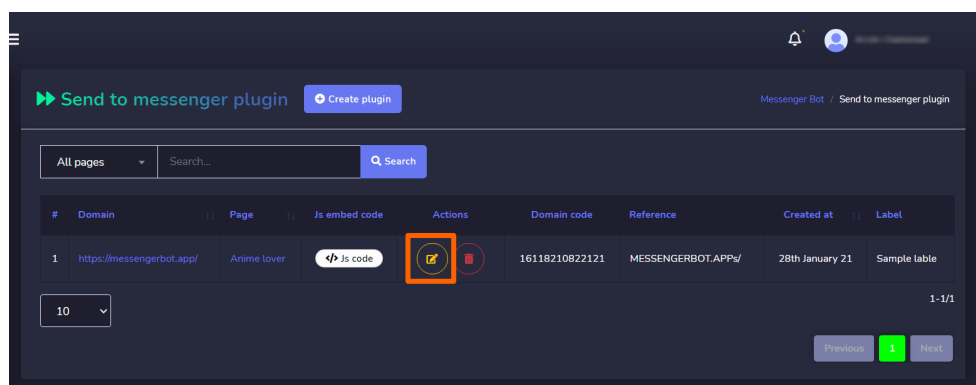 Send to messenger plugin Create plugin Messenger Bot / Send to messenger plugin
All pages Search... Search
# Domain Page Js embed code Actions Domain code Reference Created at Label
1 https://messengerbot.app/ Anime lover </> Js code 16118210822121 MESSENGERBOT.APPs/ 28th January 21 Sample lable
10 1-1/1
Previous 1 Next